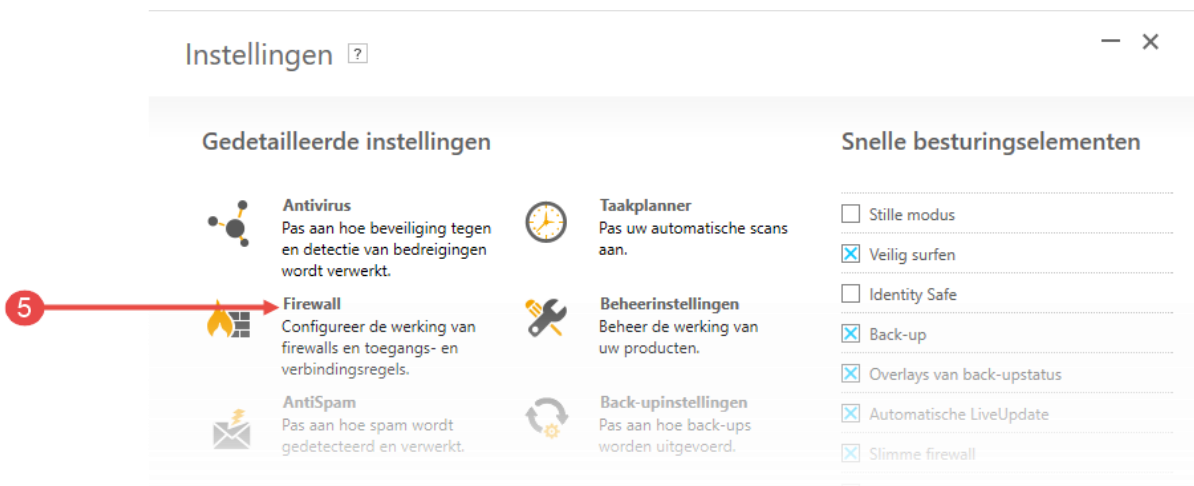 Instellingen ?
Gedetailleerde instellingen
Antivirus
Pas aan hoe beveiliging tegen
en detectie van bedreigingen
wordt verwerkt.
5
Firewall
Configureer de werking van
firewalls en toegangs- en
verbindingsregels.
AntiSpam
Pas aan hoe spam wordt
gedetecteerd en verwerkt.
Taakplanner
Pas uw automatische scans
aan.
Beheerinstellingen
Beheer de werking van
uw producten.
Back-upinstellingen
Pas aan hoe back-ups
worden uitgevoerd.
Snelle besturingselementen
Stille modus
Veilig surfen
Identity Safe
Back-up
Overlays van back-upstatus
Automatische LiveUpdate
Slimme firewall